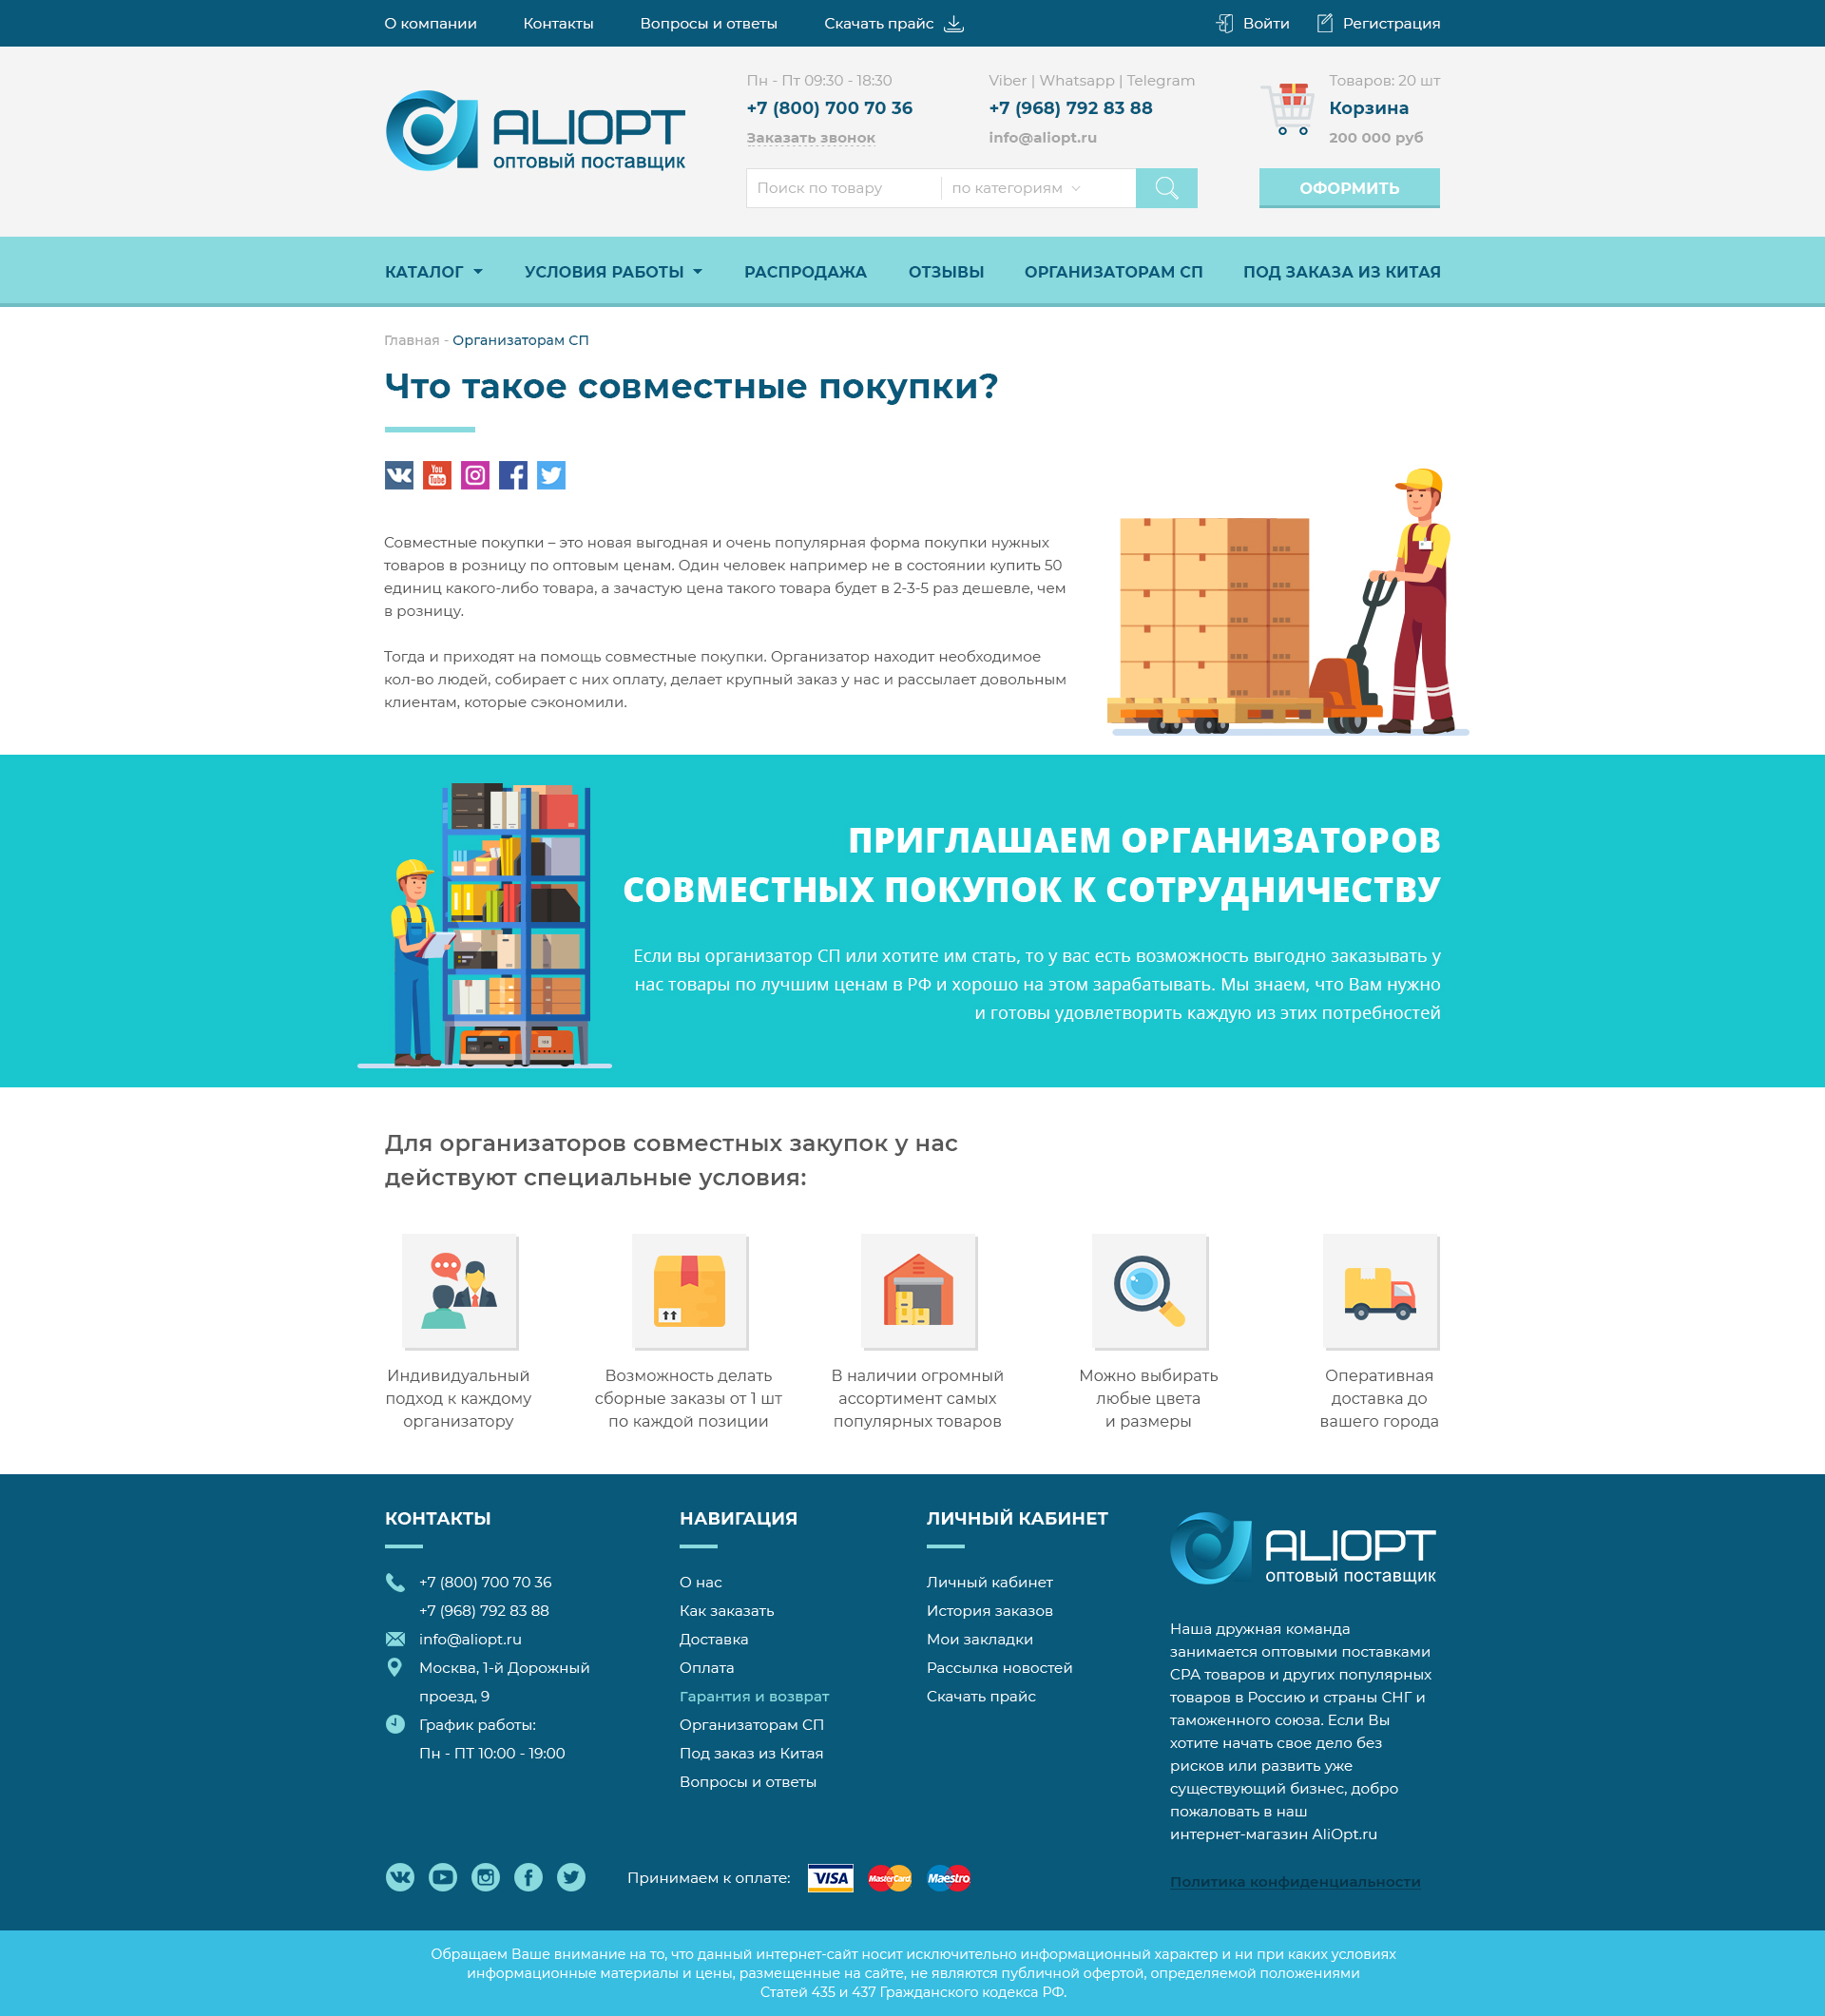 О компании
Контакты
Вопросы и ответы
Скачать прайс
Войти
Регистрация
ALIOPT
оптовый поставщик
Пн - Пт 09:30 - 18:30
+7 (800) 700 70 36
Заказать звонок
Viber | Whatsapp | Telegram
+7 (968) 792 83 88
info@aliopt.ru
Товаров: 20 шт
Корзина
200 000 руб
Поиск по товару
по категориям
ОФОРМИТЬ
КАТАЛОГ
УСЛОВИЯ РАБОТЫ
РАСПРОДАЖА
ОТЗЫВЫ
ОРГАНИЗАТОРАМ СП
ПОД ЗАКАЗА ИЗ КИТАЯ
Главная - Организаторам СП
Что такое совместные покупки?
You
Tube
Совместные покупки – это новая выгодная и очень популярная форма покупки нужных
товаров в розницу по оптовым ценам. Один человек например не в состоянии купить 50
единиц какого-либо товара, а зачастую цена такого товара будет в 2-3-5 раз дешевле, чем
в розницу.
Тогда и приходят на помощь совместные покупки. Организатор находит необходимое
кол-во людей, собирает с них оплату, делает крупный заказ у нас и рассылает довольным
клиентам, которые сэкономили.
ПРИГЛАШАЕМ ОРГАНИЗАТОРОВ
СОВМЕСТНЫХ ПОКУПОК К СОТРУДНИЧЕСТВУ
Если вы организатор СП или хотите им стать, то у вас есть возможность выгодно заказывать у
нас товары по лучшим ценам в РФ и хорошо на этом зарабатывать. Мы знаем, что Вам нужно
и готовы удовлетворить каждую из этих потребностей
Для организаторов совместных закупок у нас
действуют специальные условия:
Индивидуальный
подход к каждому
организатору
Возможность делать
сборные заказы от 1 шт
по каждой позиции
В наличии огромный
ассортимент самых
популярных товаров
Можно выбирать
любые цвета
и размеры
Оперативная
доставка до
вашего города
КОНТАКТЫ
+7 (800) 700 70 36
+7 (968) 792 83 88
info@aliopt.ru
Москва, 1-й Дорожный
проезд, 9
График работы:
Пн - ПТ 10:00 - 19:00
НАВИГАЦИЯ
О нас
Как заказать
Доставка
Оплата
Гарантия и возврат
Организаторам СП
Под заказ из Китая
Вопросы и ответы
ЛИЧНЫЙ КАБИНЕТ
Личный кабинет
История заказов
Мои закладки
Рассылка новостей
Скачать прайс
ALIOPT
оптовый поставщик
Наша дружная команда
занимается оптовыми поставками
CPA товаров и других популярных
товаров в Россию и страны СНГ и
таможенного союза. Если Вы
хотите начать свое дело без
рисков или развить уже
существующий бизнес, добро
пожаловать в наш
интернет-магазин AliOpt.ru
Политика конфиденциальности
Принимаем к оплате:
VISA
MasterCard
Maestro
Обращаем Ваше внимание на то, что данный интернет-сайт носит исключительно информационный характер и ни при каких условиях
информационные материалы и цены, размещенные на сайте, не являются публичной офертой, определяемой положениями
Статей 435 и 437 Гражданского кодекса РФ.